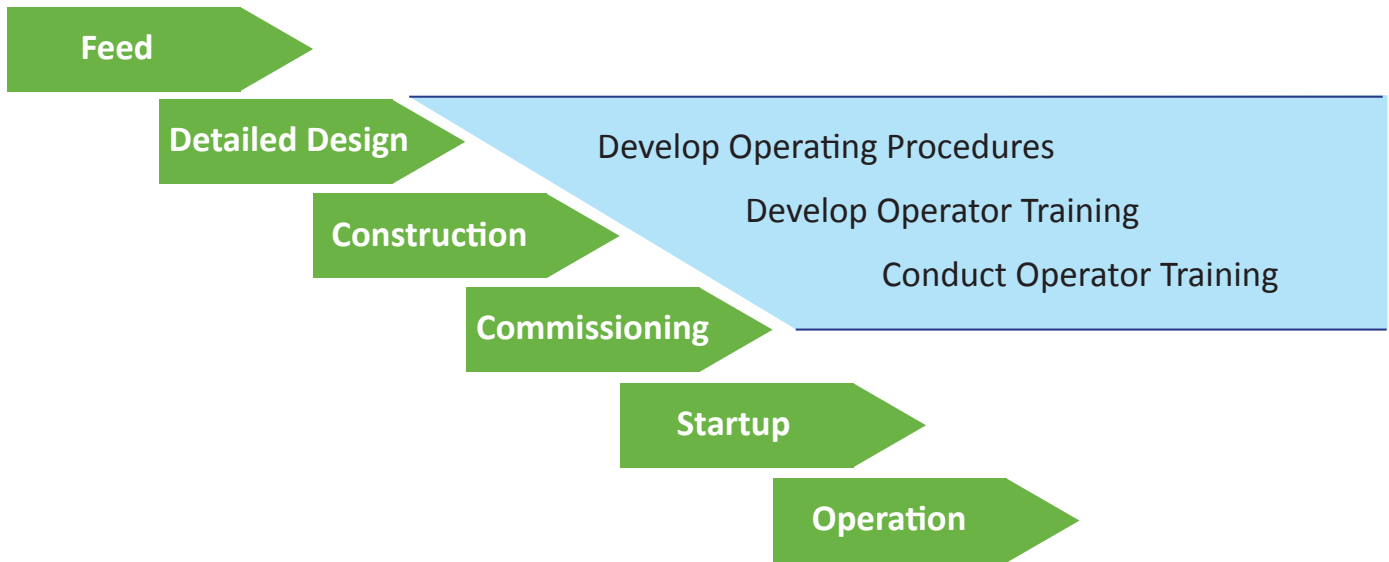 Feed
Detailed Design
Develop Operating Procedures
Develop Operator Training
Construction
Conduct Operator Training
Commissioning
Startup
Operation